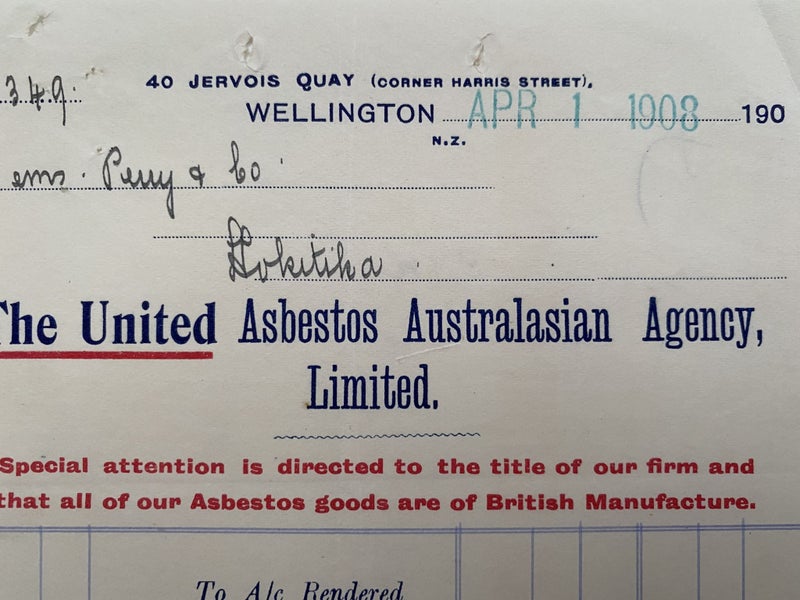 349
40 JERVOIS QUAY (CORNER HARRIS STREET),
WELLINGTON APR 1 1908 190
N.Z.
ems. Perry & Co
Hokitika
The United Asbestos Australasian Agency,
Limited.
Special attention is directed to the title of our firm and
that all of our Asbestos goods are of British Manufacture.
To A/c Rendered